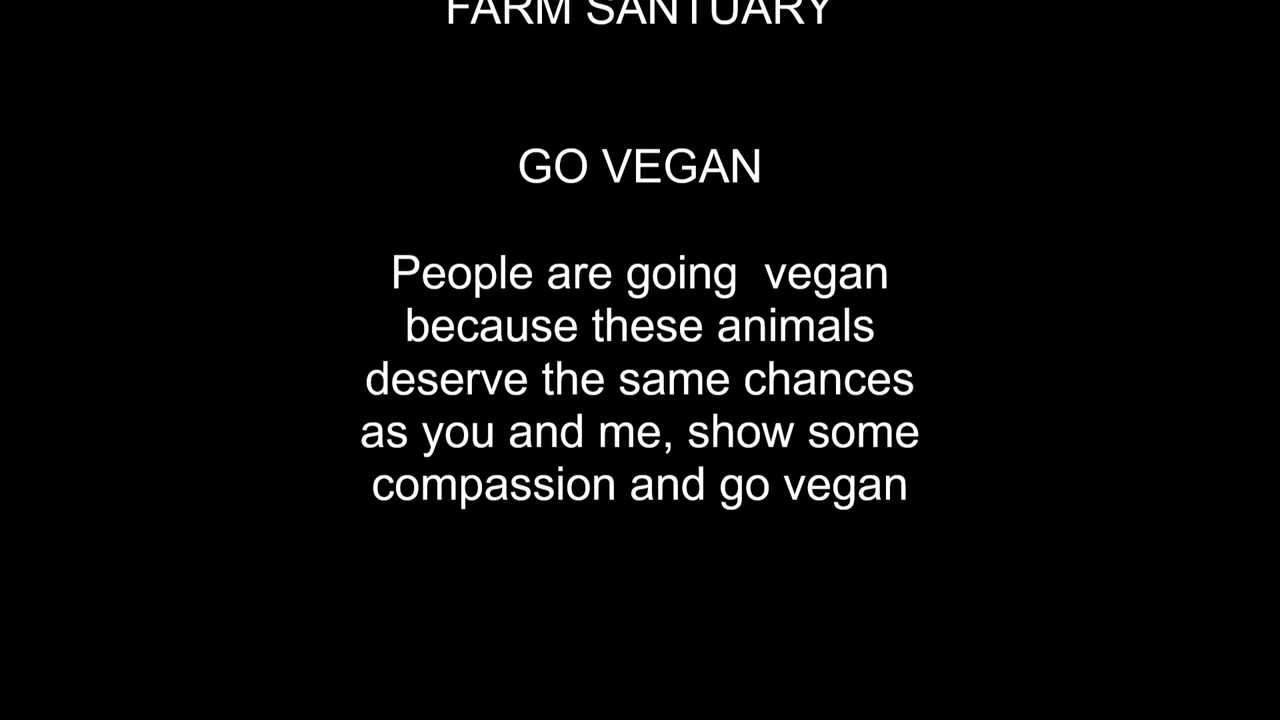 FARM SANTUARY
GO VEGAN
People are going  vegan
because these animals
deserve the same chances
as you and me, show some
compassion and go vegan